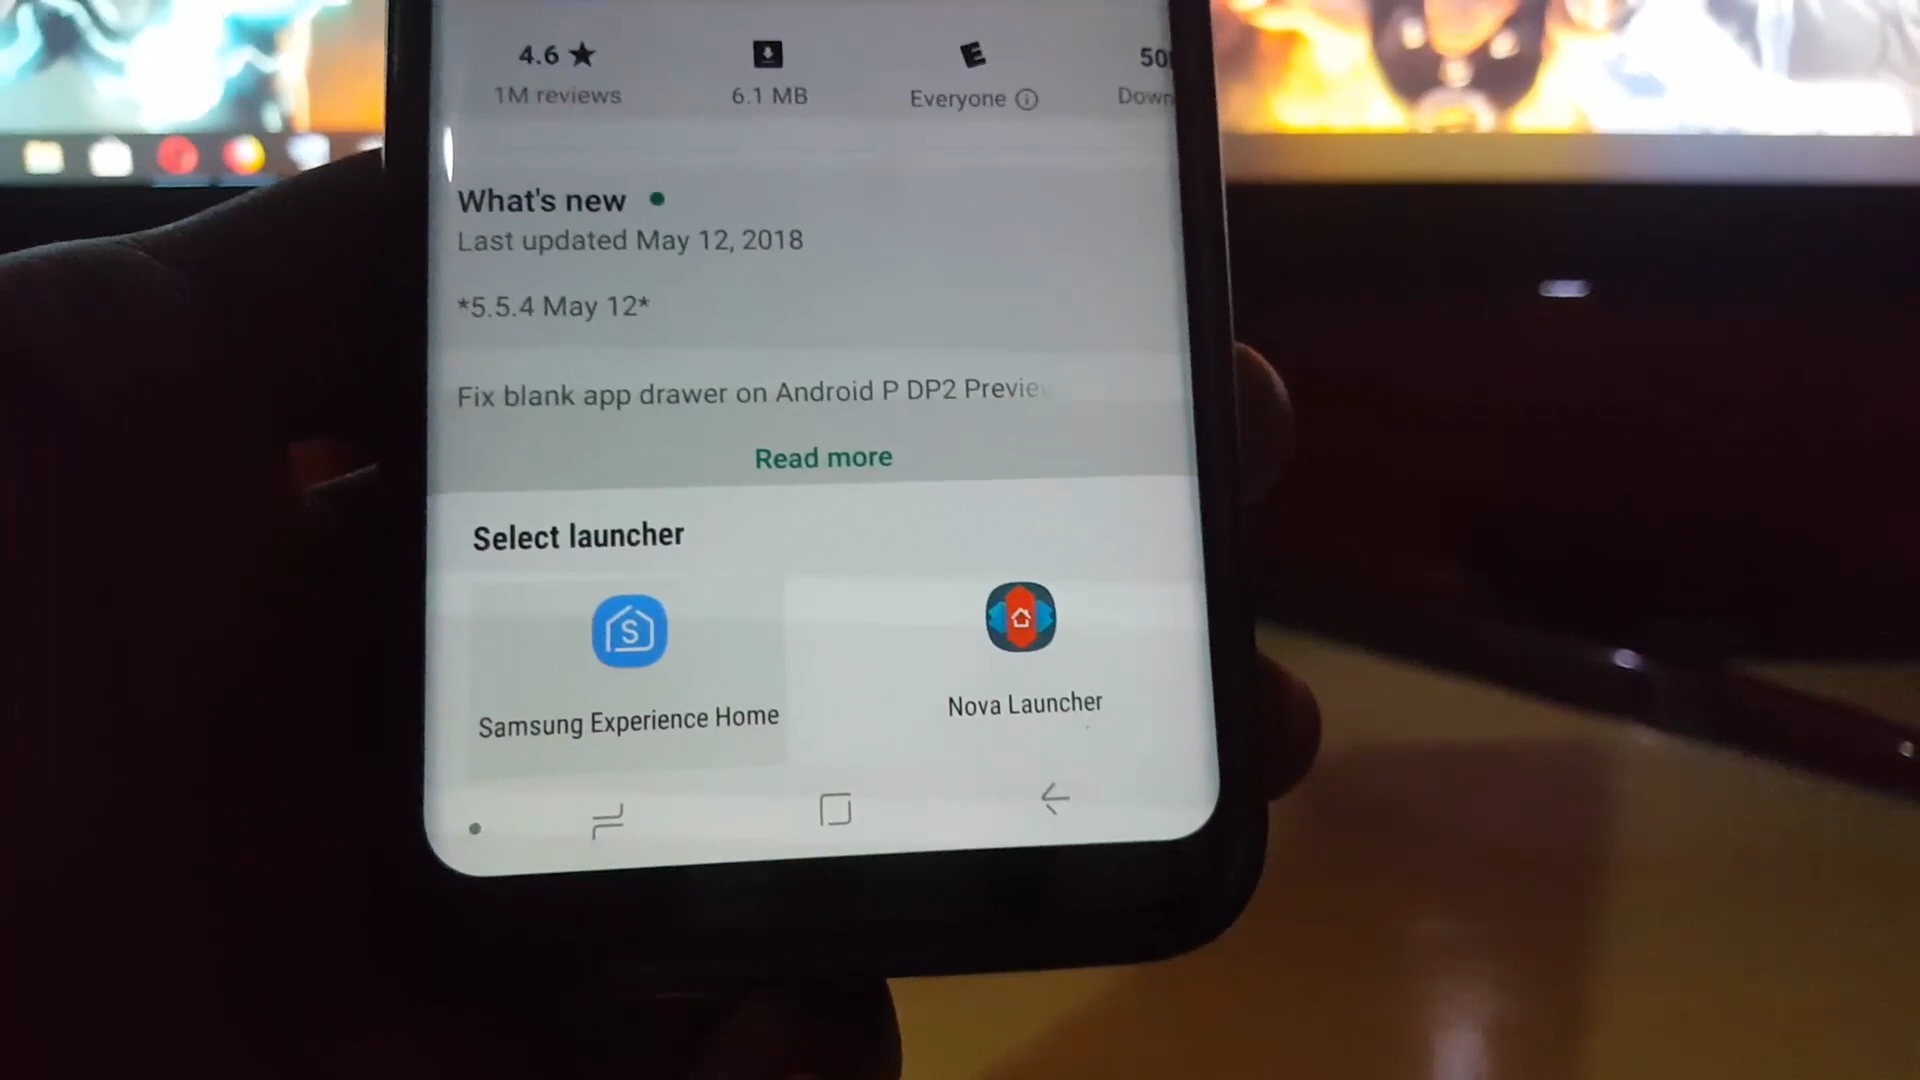 4.6 ★
1M reviews
6.1 MB
E
Everyone
50
Down
What's new
Last updated May 12, 2018
*5.5.4 May 12*
Fix blank app drawer on Android P DP2 Preview
Read more
Select launcher
S
Samsung Experience Home
Nova Launcher